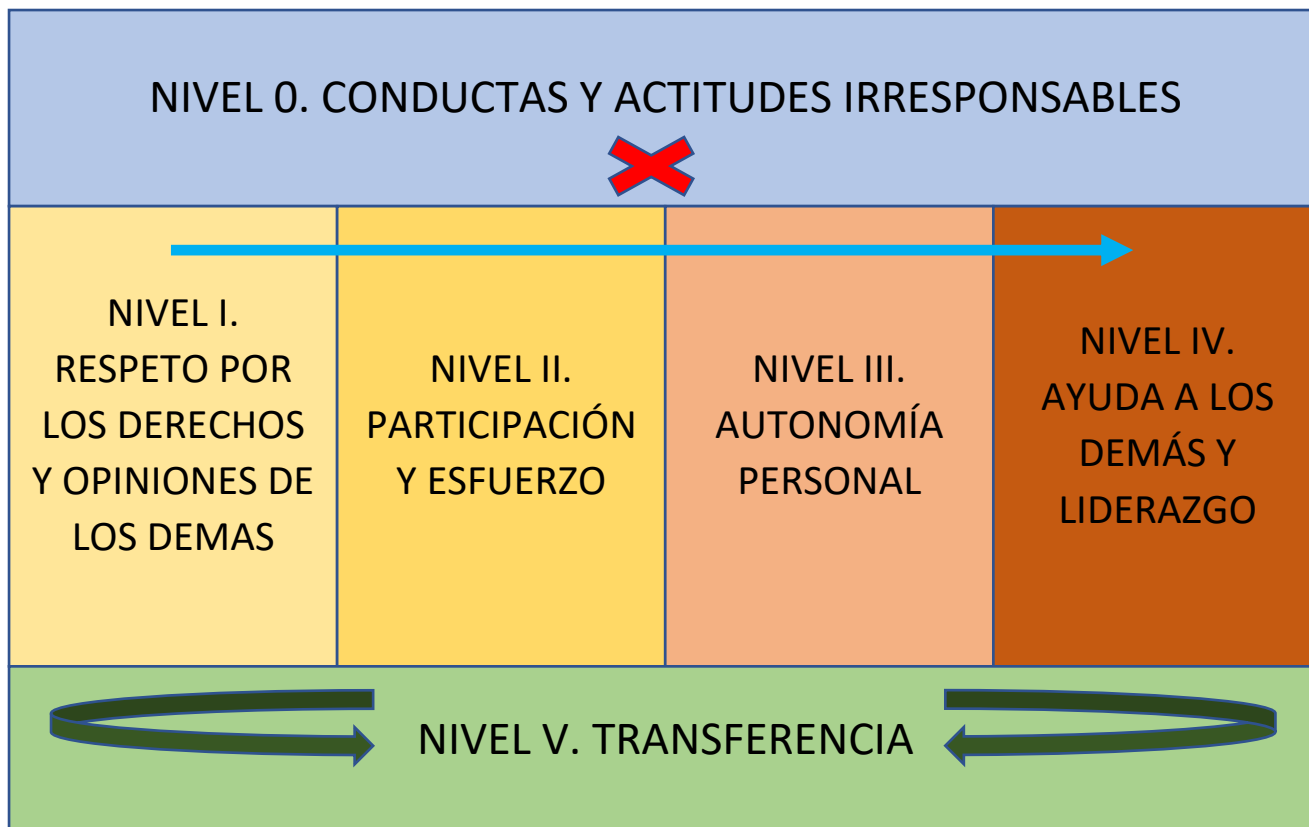 NIVEL 0. CONDUCTAS Y ACTITUDES IRRESPONSABLES
NIVEL I.
RESPETO POR
LOS DERECHOS
Y OPINIONES DE
LOS DEMAS
NIVEL II.
PARTICIPACIÓN
Y ESFUERZO
NIVEL III.
AUTONOMÍA
PERSONAL
NIVEL IV.
AYUDA A LOS
DEMÁS Y
LIDERAZGO
NIVEL V. TRANSFERENCIA